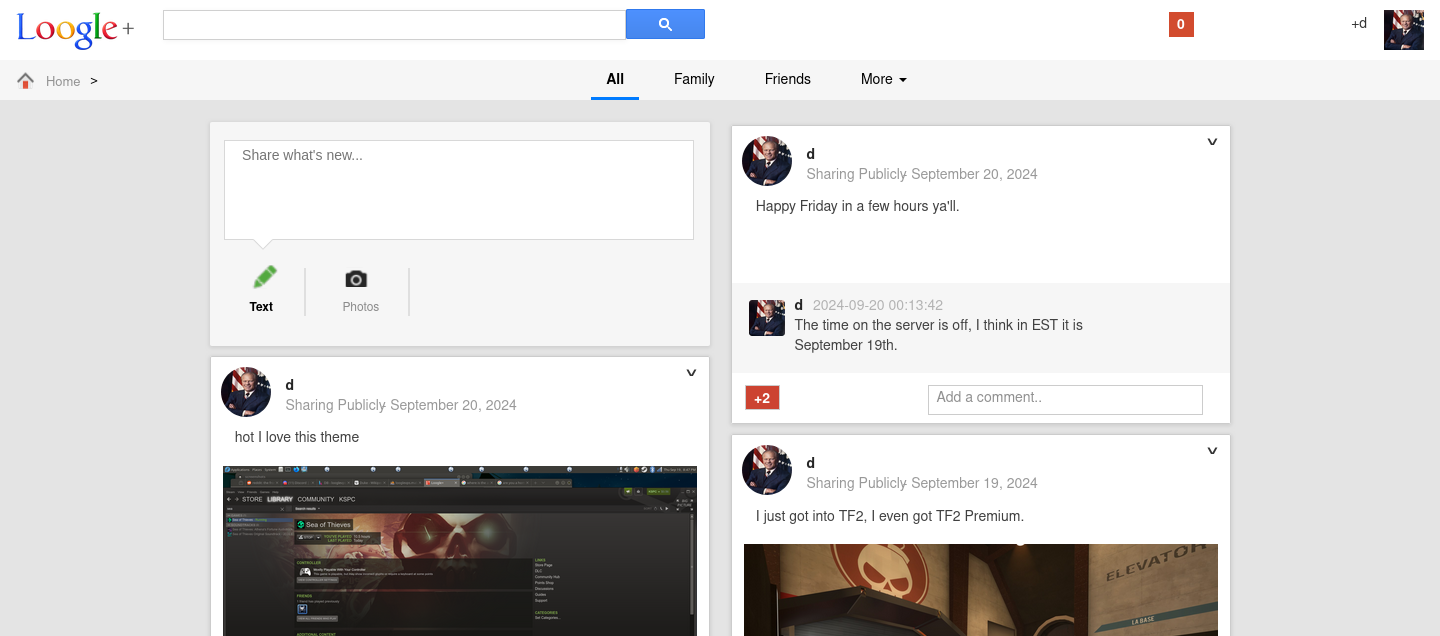 Loogle+
0
+d
Home >
All
Family
Friends
More
Share what's new...
Text
Photos
d
Sharing Publicly- September 20, 2024
hot I love this theme
STORE LIBRARY COMMUNITY KSPC
Sea of Thieves
d
Sharing Publicly- September 20, 2024
Happy Friday in a few hours ya'll.
d 2024-09-20 00:13:42
The time on the server is off, I think in EST it is
September 19th.
+2
Add a comment..
d
Sharing Publicly- September 19, 2024
I just got into TF2, I even got TF2 Premium.
ELEVATOR
LA BASE